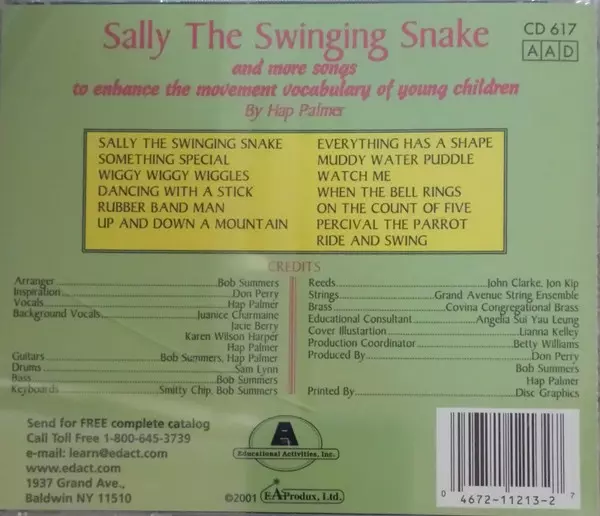 Sally The Swinging Snake
CD 617
and more songs
AAD
to enhance the movement vocabulary of young children
By Hap Palmer
SALLY THE SWINGING SNAKE
SOMETHING SPECIAL
WIGGY WIGGY WIGGLES
DANCING WITH A STICK
RUBBER BAND MAN
UP AND DOWN A MOUNTAIN
EVERYTHING HAS A SHAPE
MUDDY WATER PUDDLE
WATCH ME
WHEN THE BELL RINGS
ON THE COUNT OF FIVE
PERCIVAL THE PARROT
RIDE AND SWING
CREDITS
Arranger Bob Summers
Inspiration Don Perry
Vocals Hap Palmer
Background Vocals Juanice Charmaine
Jacie Berry
Karen Wilson Harper
Hap Palmer
Guitars Bob Summers, Hap Palmer
Drums Sam Lynn
Bass Bob Summers
Keyboards Smitty Chip, Bob Summers
Reeds John Clarke, Jon Kip
Strings Grand Avenue String Ensemble
Brass Covina Congregational Brass
Educational Consultant Angelia Sui Yau Leung
Cover Illustartion Lianna Kelley
Production Coordinator Betty Williams
Produced By Don Perry
Bob Summers
Hap Palmer
Printed By Disc Graphics
Send for FREE complete catalog
Call Toll Free 1-800-645-3739
e-mail: learn@edact.com
www.edact.com
1937 Grand Ave.,
Baldwin NY 11510
A
Educational Activities, Inc.
©2001 EAProdux, Ltd.
0 4672-11213-2 7